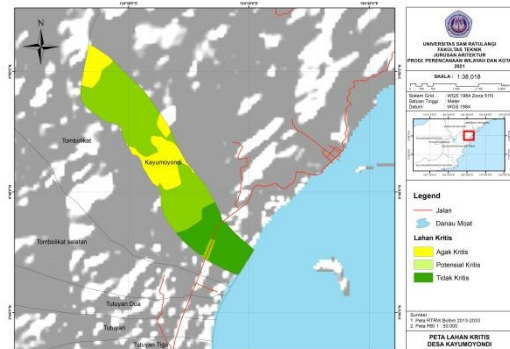 N
Tombolikat
Kayumoyondi
Tombolikat selatan
Tutuyan Dua
Tutuyan
Tutuyan Tiga
UNIVERSITAS SAM RATULANGI
FAKULTAS TEKNIK
JURUSAN ARSITEKTUR
PRODI. PERENCANAAN WILAYAH DAN KOTA
2021
SKALA : 1:38.018
Sistem Grid : WGS 1984 Zona 51N
Satuan Tinggi : Meter
Datum : WGS 1984
Legend
Jalan
Danau Moat
Lahan Kritis
Agak Kritis
Potensial Kritis
Tidak Kritis
Sumber :
1. Peta RTRW Boltim 2013-2033
2. Peta RBI 1 : 50.000
PETA LAHAN KRITIS
DESA KAYUMOYONDI